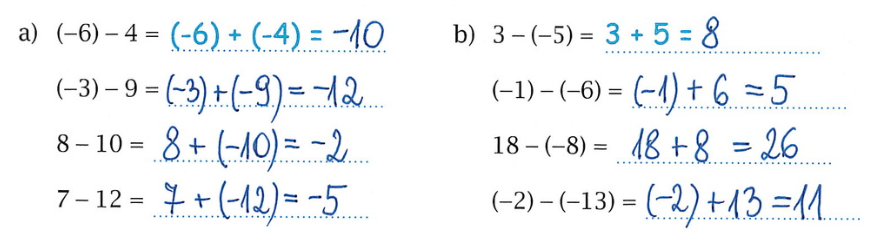 a) (–6) – 4 = (-6) + (-4) = -10
(–3) – 9 = (-3)+(-9) = -12
8 – 10 = 8 + (-10) = -2
7 – 12 = 7 + (-12) = -5
b) 3 – (–5) = 3 + 5 = 8
(–1) – (–6) = (-1) + 6 = 5
18 – (–8) = 18 + 8 = 26
(–2) – (–13) = (-2) + 13 = 11